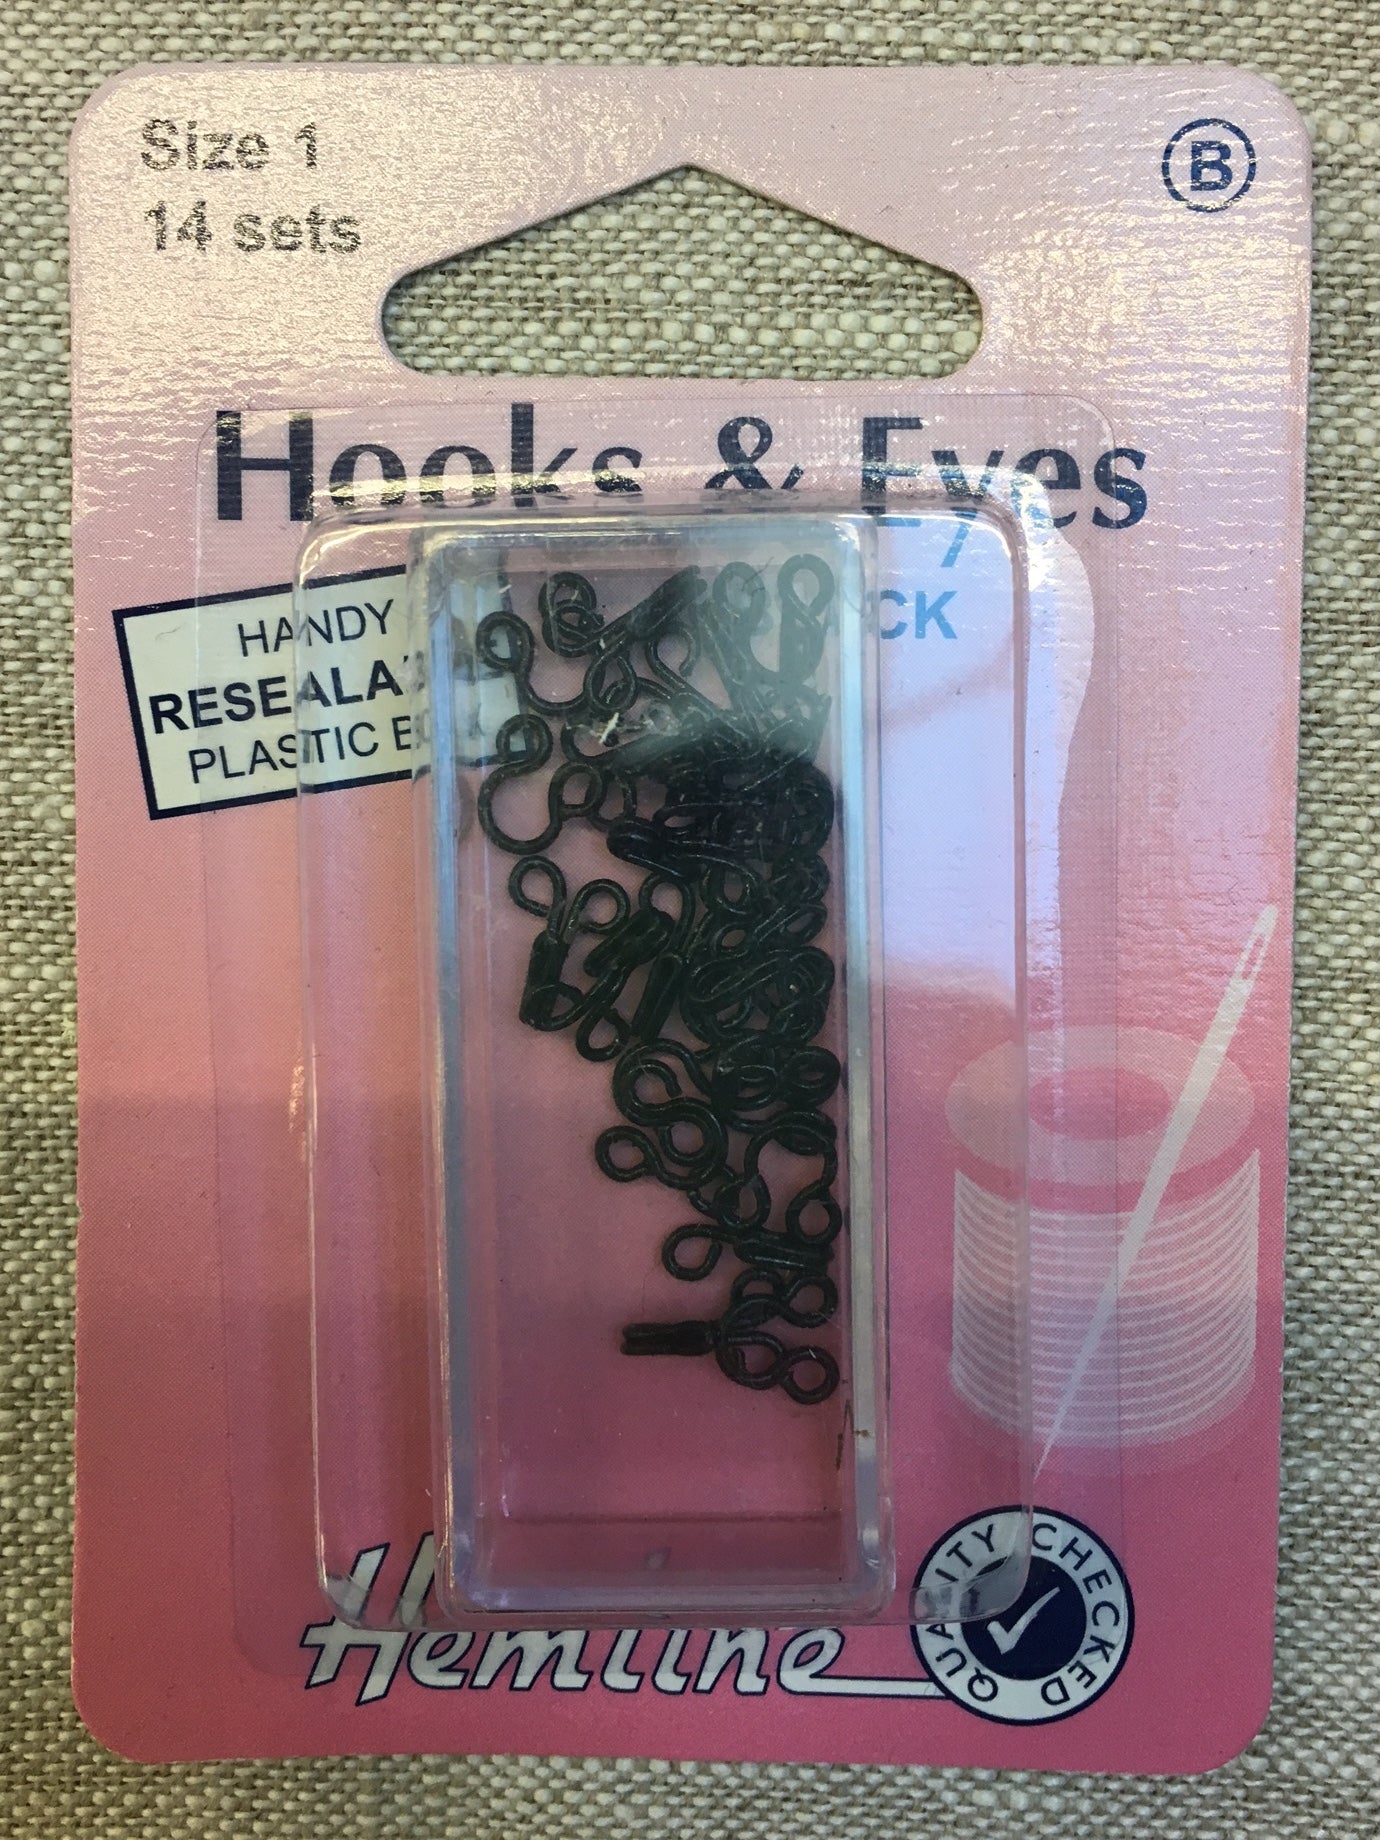 Size 1
14 sets
B
Hooks & Eyes
HANDY
RESEALA
PLASTIC B
CK
Hemline
QUALITY CHECKED